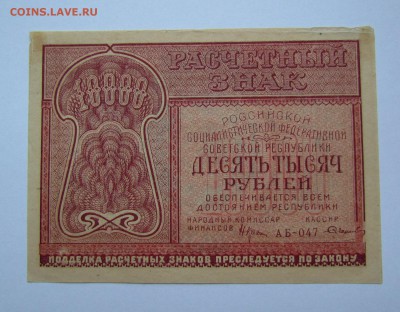 COINS.LAVE.RU
РАСЧЕТНЫЙ
ЗНАК
10000
РОССИЙСКОЙ
СОЦИАЛИСТИЧЕСКОЙ ФЕДЕРАТИВНОЙ
СОВЕТСКОЙ РЕСПУБЛИКИ
ДЕСЯТЬ ТЫСЯЧ
РУБЛЕЙ
ОБЕСПЕЧИВАЕТСЯ ВСЕМ
ДОСТОЯНИЕМ РЕСПУБЛИКИ
НАРОДНЫЙ КОМИССАР КАССИР
ФИНАНСОВ АБ-047
ПОДДЕЛКА РАСЧЕТНЫХ ЗНАКОВ ПРЕСЛЕДУЕТСЯ ПО ЗАКОНУ